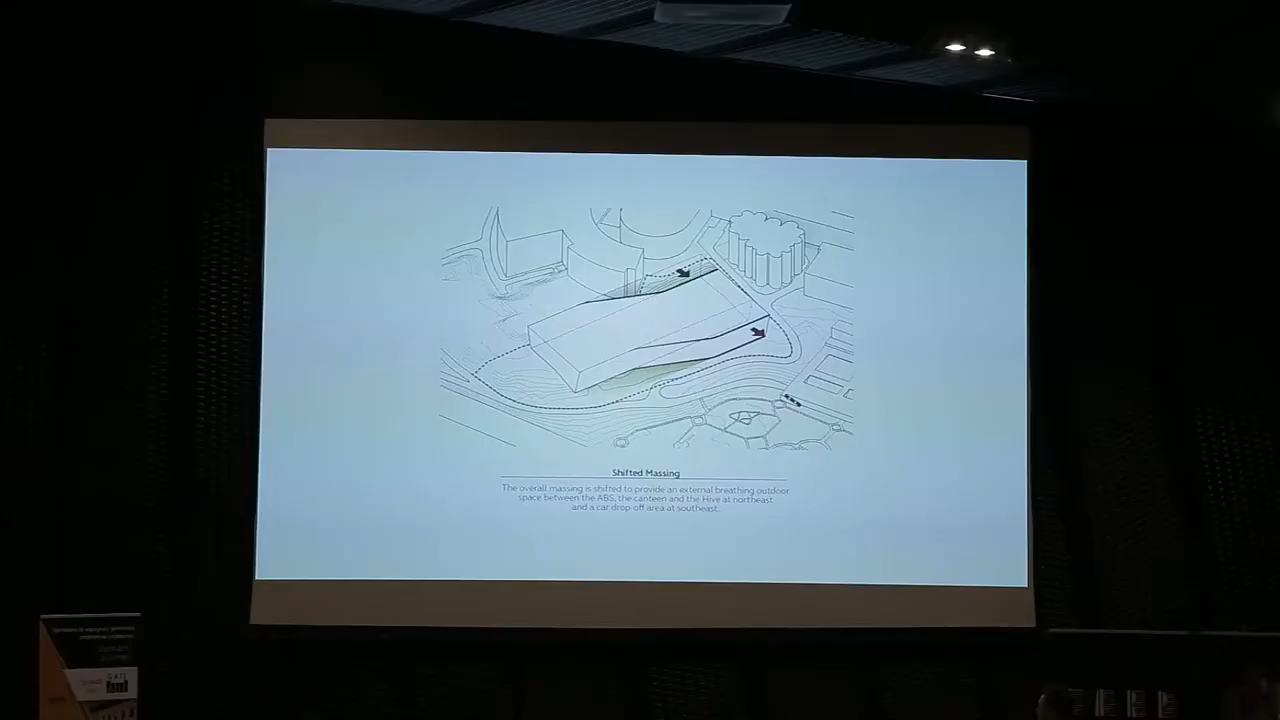 Shifted Massing
The overall massing is shifted to provide an external breathing outdoor
space between the ABS, the canteen and the Hive at northeast
and a car drop-off area at southeast.
GATE